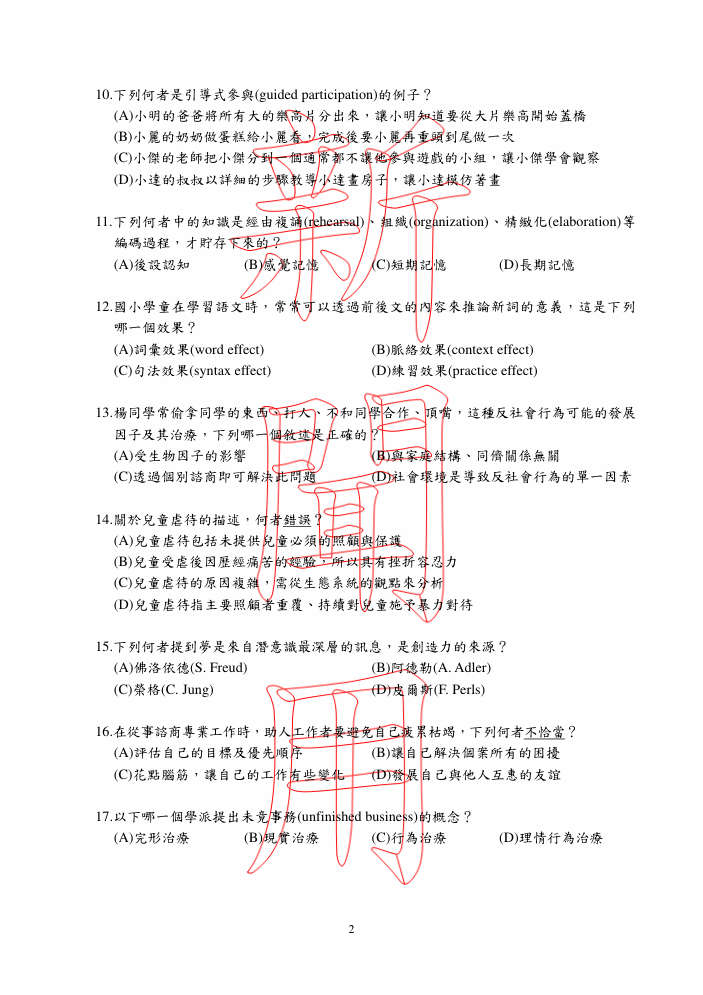 10.下列何者是引導式參與(guided participation)的例子？
(A)小明的爸爸將所有大的樂高片分出來，讓小明知道要從大片樂高開始蓋橋
(B)小麗的奶奶做蛋糕給小麗看，完成後要小麗再重頭到尾做一次
(C)小傑的老師把小傑分到一個通常都不讓他參與遊戲的小組，讓小傑學會觀察
(D)小達的叔叔以詳細的步驟教導小達畫房子，讓小達模仿著畫
11.下列何者中的知識是經由複誦(rehearsal)、組織(organization)、精緻化(elaboration)等
編碼過程，才貯存下來的？
(A)後設認知 (B)感覺記憶 (C)短期記憶 (D)長期記憶
12.國小學童在學習語文時，常常可以透過前後文的內容來推論新詞的意義，這是下列
哪一個效果？
(A)詞彙效果(word effect) (B)脈絡效果(context effect)
(C)句法效果(syntax effect) (D)練習效果(practice effect)
13.楊同學常偷拿同學的東西、打人、不和同學合作、頂嘴，這種反社會行為可能的發展
因子及其治療，下列哪一個敘述是正確的？
(A)受生物因子的影響 (B)與家庭結構、同儕關係無關
(C)透過個別諮商即可解決此問題 (D)社會環境是導致反社會行為的單一因素
14.關於兒童虐待的描述，何者錯誤？
(A)兒童虐待包括未提供兒童必須的照顧與保護
(B)兒童受虐後因歷經痛苦的經驗，所以具有挫折容忍力
(C)兒童虐待的原因複雜，需從生態系統的觀點來分析
(D)兒童虐待指主要照顧者重覆、持續對兒童施予暴力對待
15.下列何者提到夢是來自潛意識最深層的訊息，是創造力的來源？
(A)佛洛依德(S. Freud) (B)阿德勒(A. Adler)
(C)榮格(C. Jung) (D)皮爾斯(F. Perls)
16.在從事諮商專業工作時，助人工作者要避免自己疲累枯竭，下列何者不恰當？
(A)評估自己的目標及優先順序 (B)讓自己解決個案所有的困擾
(C)花點腦筋，讓自己的工作有些變化 (D)發展自己與他人互惠的友誼
17.以下哪一個學派提出未竟事務(unfinished business)的概念？
(A)完形治療 (B)現實治療 (C)行為治療 (D)理情行為治療
新聞用
2